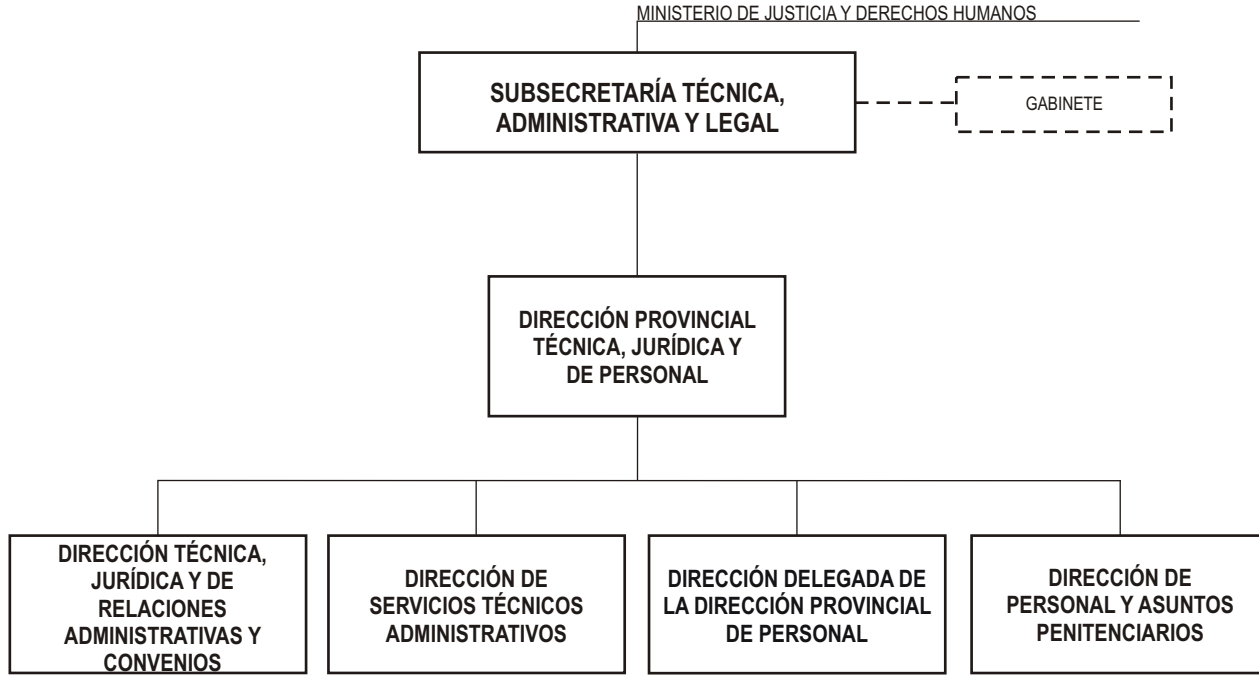 MINISTERIO DE JUSTICIA Y DERECHOS HUMANOS
SUBSECRETARÍA TÉCNICA,
ADMINISTRATIVA Y LEGAL
GABINETE
DIRECCIÓN PROVINCIAL
TÉCNICA, JURÍDICA Y
DE PERSONAL
DIRECCIÓN TÉCNICA,
JURÍDICA Y DE
RELACIONES
ADMINISTRATIVAS Y
CONVENIOS
DIRECCIÓN DE
SERVICIOS TÉCNICOS
ADMINISTRATIVOS
DIRECCIÓN DELEGADA DE
LA DIRECCIÓN PROVINCIAL
DE PERSONAL
DIRECCIÓN DE
PERSONAL Y ASUNTOS
PENITENCIARIOS